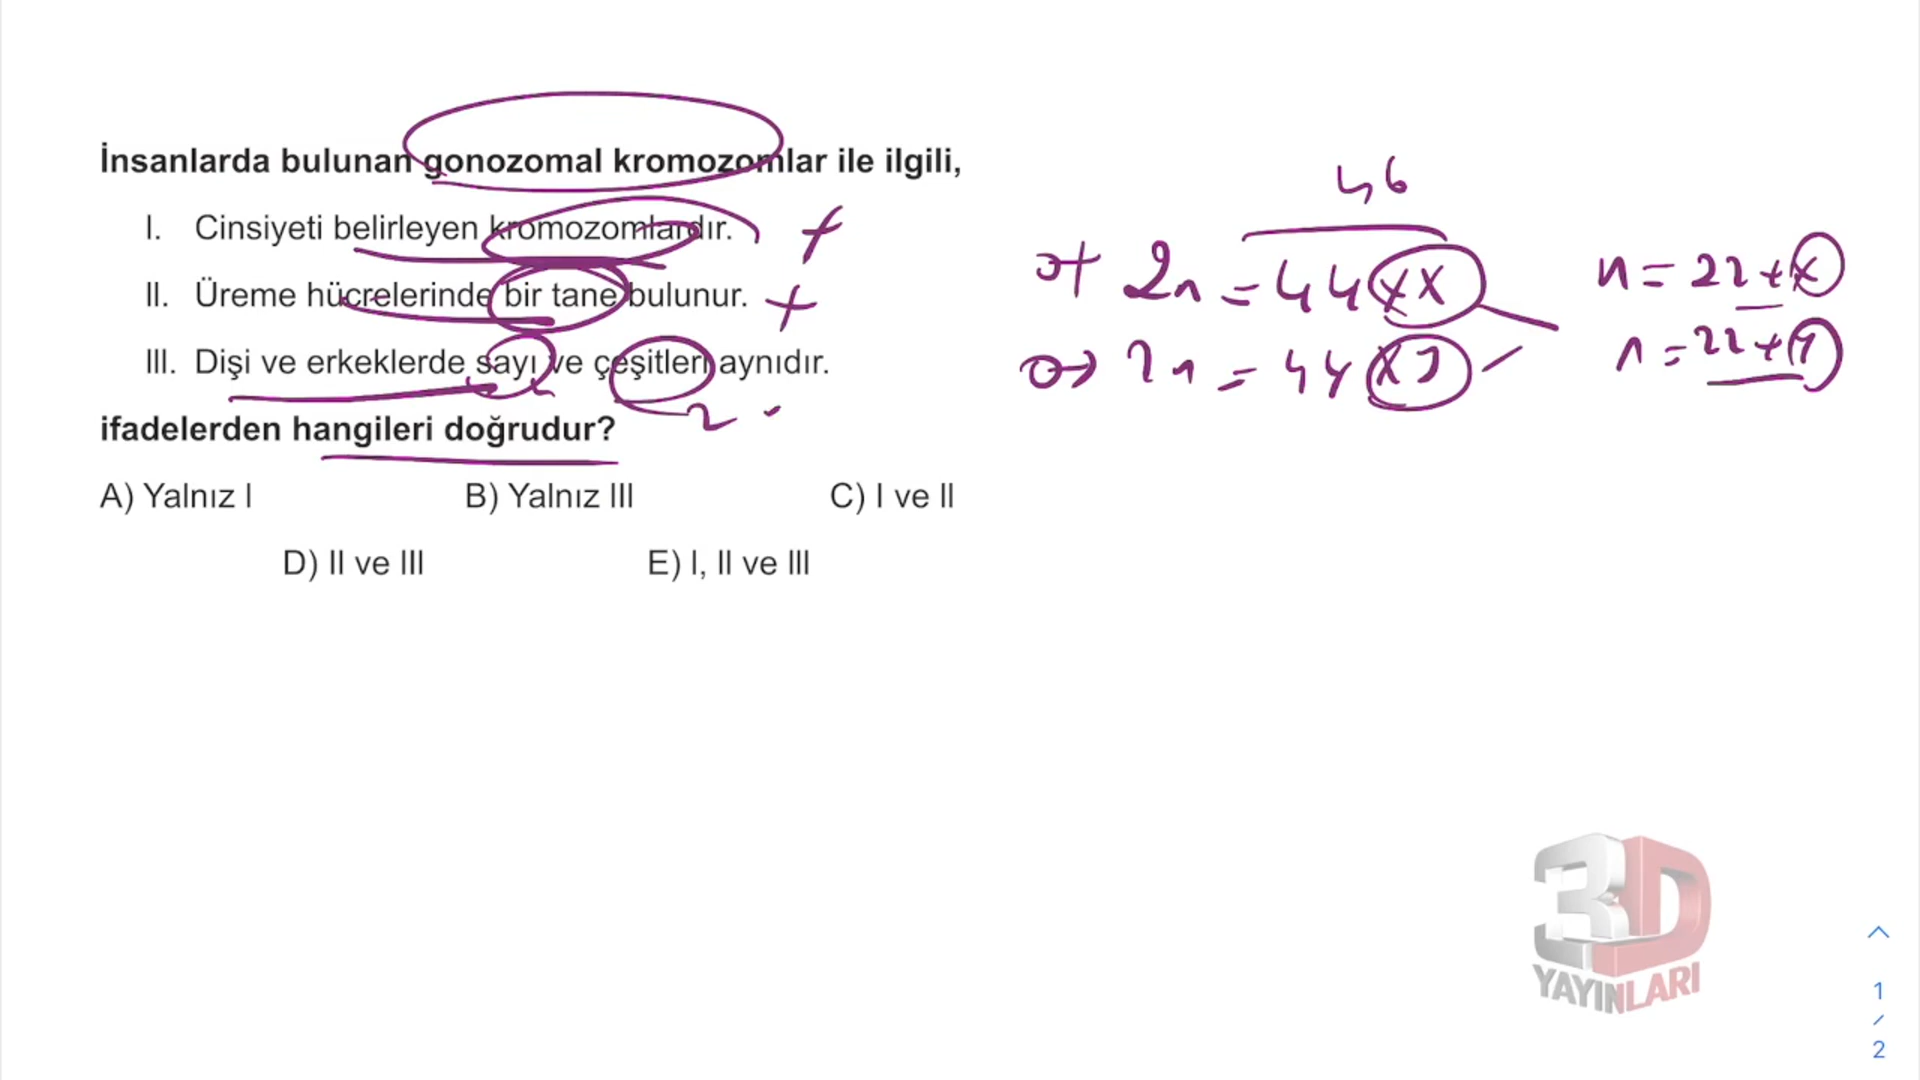 İnsanlarda bulunan gonozomal kromozomlar ile ilgili,
I. Cinsiyeti belirleyen kromozomlardır. +
II. Üreme hücrelerinde bir tane bulunur. +
III. Dişi ve erkeklerde sayı ve çeşitleri aynıdır.
2
ifadelerden hangileri doğrudur?
A) Yalnız I B) Yalnız III C) I ve II
D) II ve III E) I, II ve III
46
2n = 44XX n = 22+X
2n = 44XY n = 22+Y
3D
YAYINLARI
1
/
2